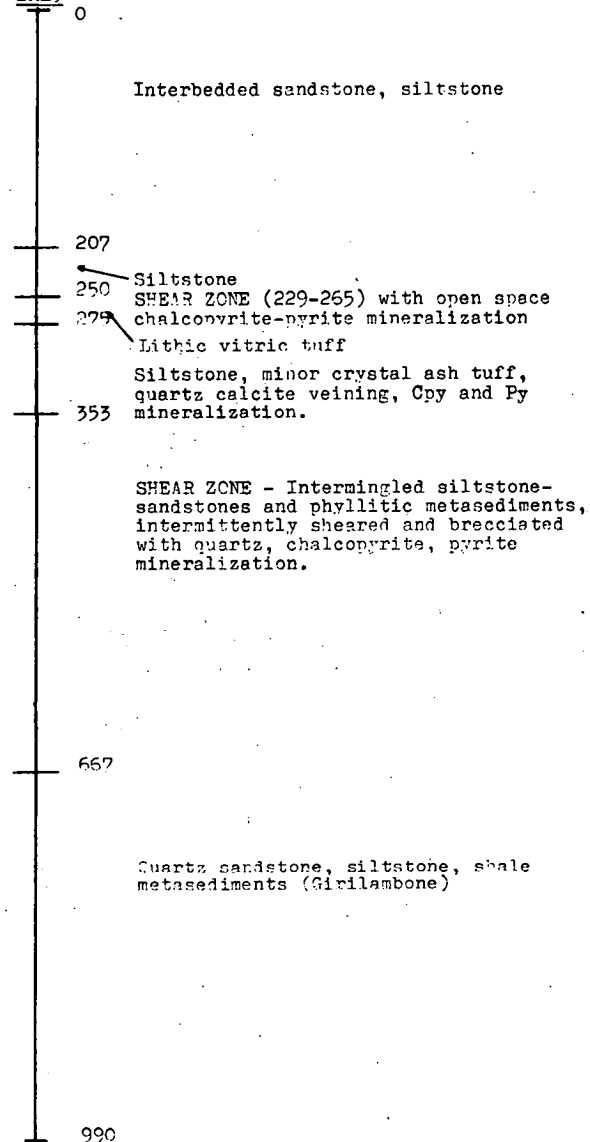 0
Interbedded sandstone, siltstone
207
Siltstone
250
SHEAR ZONE (229-265) with open space
275
chalcopyrite-pyrite mineralization
Lithic vitric tuff
Siltstone, minor crystal ash tuff,
quartz calcite veining, Cpy and Py
353
mineralization.
SHEAR ZONE - Intermingled siltstone-
sandstones and phyllitic metasediments,
intermittently sheared and brecciated
with quartz, chalcopyrite, pyrite
mineralization.
667
Quartz sandstone, siltstone, shale
metasediments (Girilambone)
990